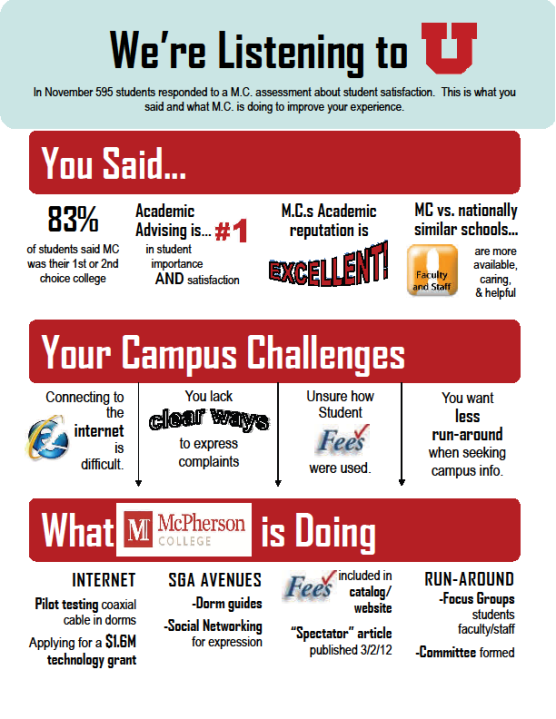 We're Listening to U
In November 595 students responded to a M.C. assessment about student satisfaction. This is what you
said and what M.C. is doing to improve your experience.
You Said...
83%
of students said MC
was their 1st or 2nd
choice college
Academic
Advising is... #1
in student
importance
AND satisfaction
M.C.s Academic
reputation is
EXCELLENT!
MC vs. nationally
similar schools...
Faculty
and Staff
are more
available,
caring,
& helpful
Your Campus Challenges
Connecting to
the
internet
is
difficult.
You lack
clear ways
to express
complaints
Unsure how
Student
Fees
were used.
You want
less
run-around
when seeking
campus info.
What M McPherson COLLEGE is Doing
INTERNET
Pilot testing coaxial
cable in dorms
Applying for a $1.6M
technology grant
SGA AVENUES
-Dorm guides
-Social Networking
for expression
Fees included in
catalog/
website
"Spectator" article
published 3/2/12
RUN-AROUND
-Focus Groups
students
faculty/staff
-Committee formed